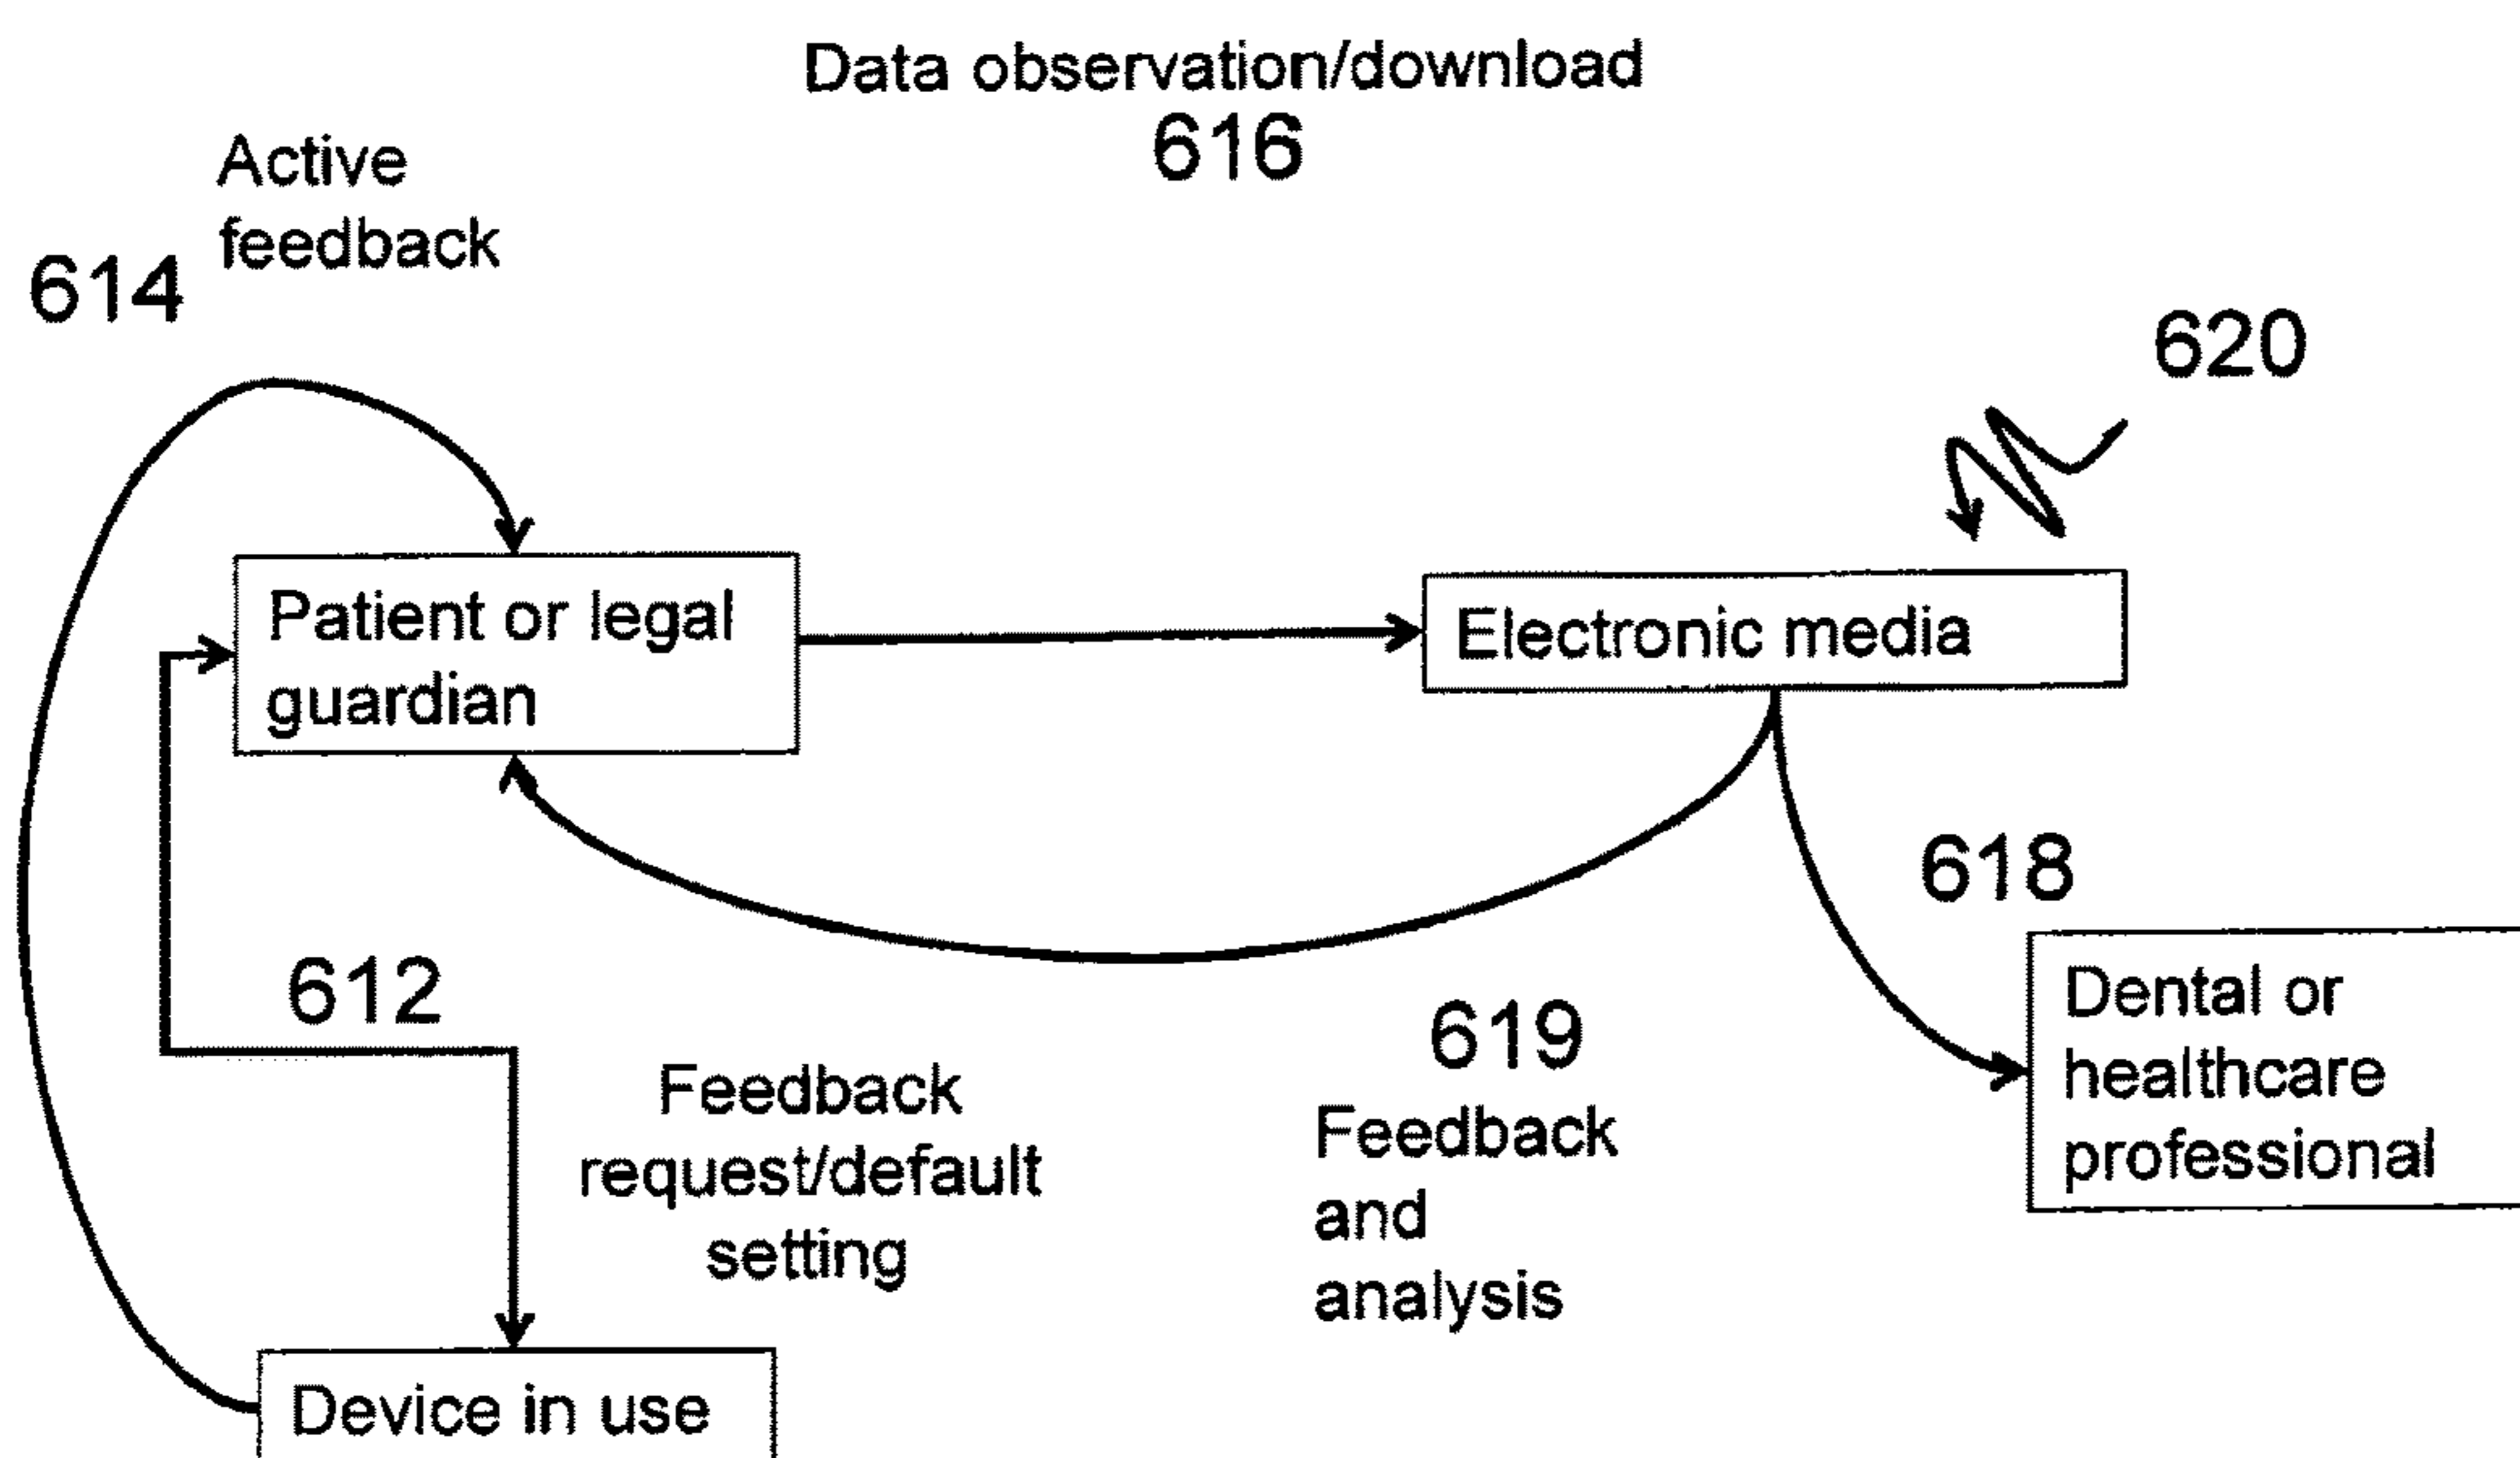 Data observation/download
616
Active
feedback
614
620
Patient or legal
guardian
Electronic media
618
612
Dental or
healthcare
professional
619
Feedback
request/default
setting
Feedback
and
analysis
Device in use